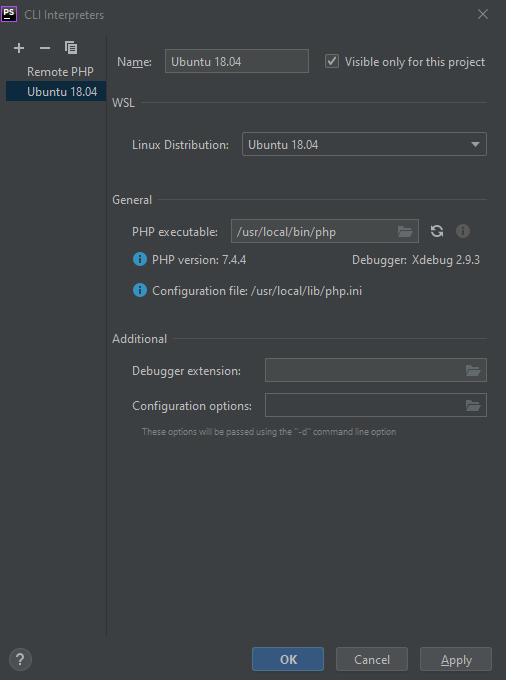 PS CLI Interpreters
Remote PHP
Ubuntu 18.04
Name: Ubuntu 18.04 Visible only for this project
WSL
Linux Distribution: Ubuntu 18.04
General
PHP executable: /usr/local/bin/php
PHP version: 7.4.4 Debugger: Xdebug 2.9.3
Configuration file: /usr/local/lib/php.ini
Additional
Debugger extension:
Configuration options:
These options will be passed using the "-d" command line option
? OK Cancel Apply